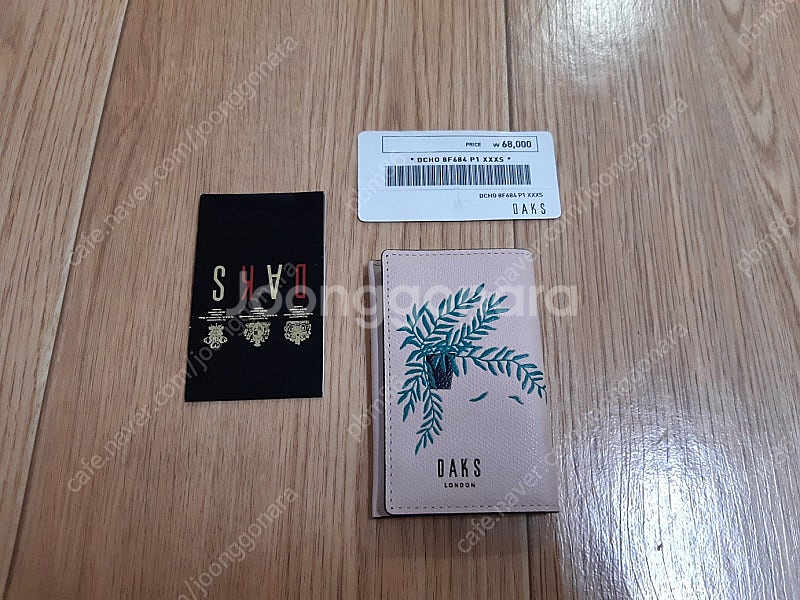 PRICE ₩ 68,000
* DCHO 8F684 P1 XXXS *
DCHO 8F684 P1 XXXS
DAKS
DAKS
Joonggonara
DAKS
LONDON
cafe.naver.com/joonggonara
pbm86